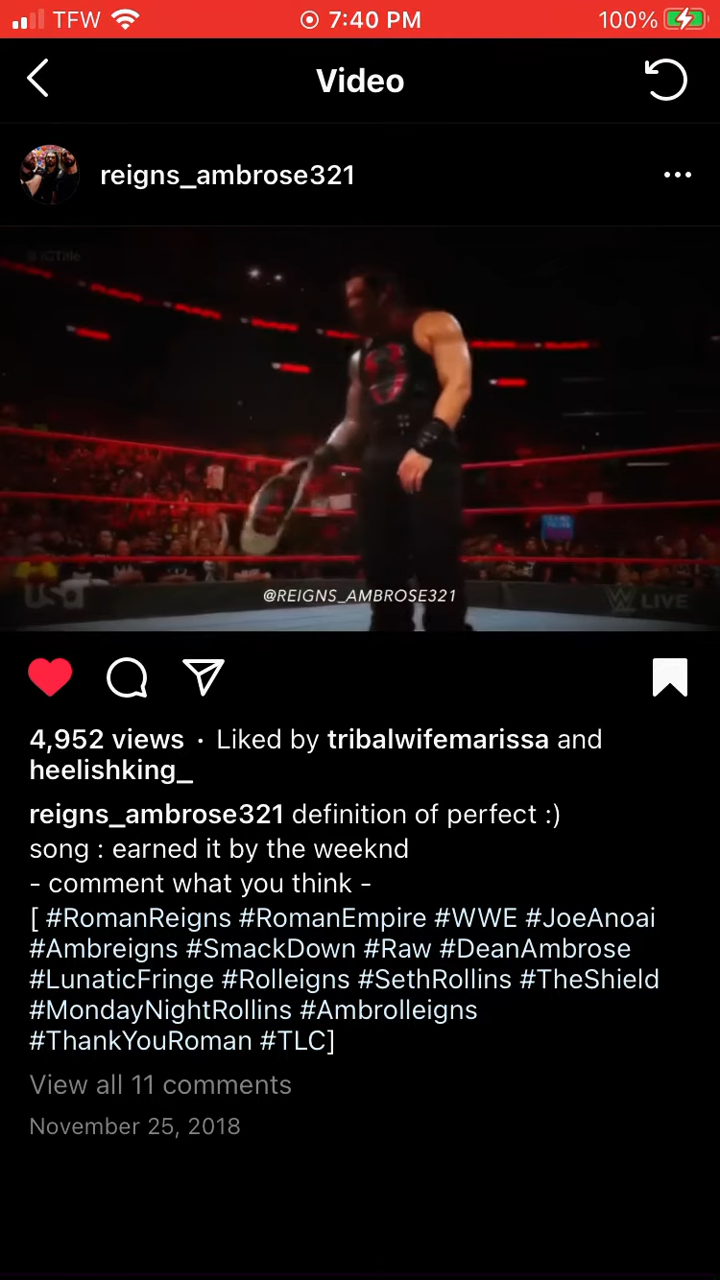 TFW 7:40 PM 100%
Video
reigns_ambrose321
usa
@REIGNS_AMBROSE321
LIVE
4,952 views · Liked by tribalwifemarissa and
heelishking_
reigns_ambrose321 definition of perfect :)
song : earned it by the weeknd
- comment what you think -
[ #RomanReigns #RomanEmpire #WWE #JoeAnoai
#Ambreigns #SmackDown #Raw #DeanAmbrose
#LunaticFringe #Rolleigns #SethRollins #TheShield
#MondayNightRollins #Ambrolleigns
#ThankYouRoman #TLC]
View all 11 comments
November 25, 2018